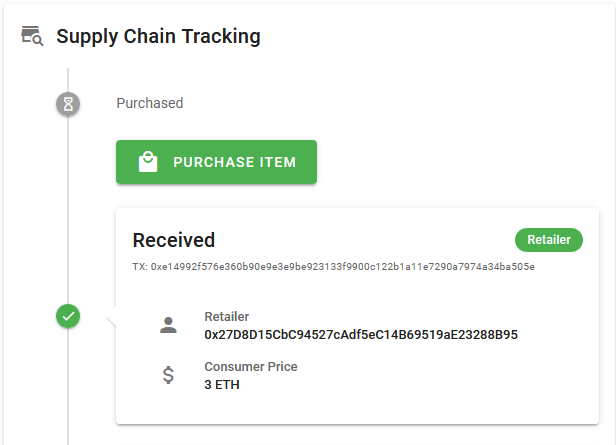 Supply Chain Tracking
Purchased
PURCHASE ITEM
Received
Retailer
TX: 0xe14992f576e360b90e9e3e9be923133f9900c122b1a11e7290a7974a34ba505e
Retailer
0x27D8D15CbC94527cAdf5eC14B69519aE23288B95
Consumer Price
3 ETH